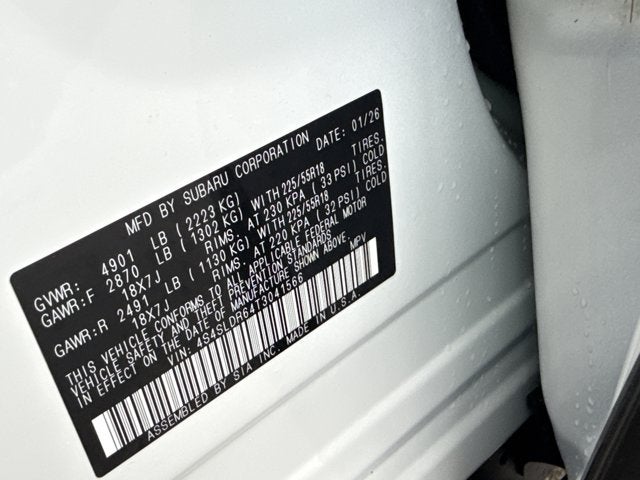 MFD BY SUBARU CORPORATION DATE: 01/26
GVWR: 4901 LB (2223 KG)
GAWR:F 2870 LB (1302 KG) WITH 225/55R18 TIRES.
18X7J RIMS. AT 230 KPA (33 PSI) COLD
GAWR:R 2491 LB (1130 KG) WITH 225/55R18 TIRES.
18X7J RIMS. AT 220 KPA (32 PSI) COLD
THIS VEHICLE CONFORMS TO ALL APPLICABLE FEDERAL MOTOR
VEHICLE SAFETY AND THEFT PREVENTION STANDARDS
IN EFFECT ON THE DATE OF MANUFACTURE SHOWN ABOVE.
VIN: 4S4SLDR64T3041566 MPV
ASSEMBLED BY SIA INC. MADE IN U.S.A.